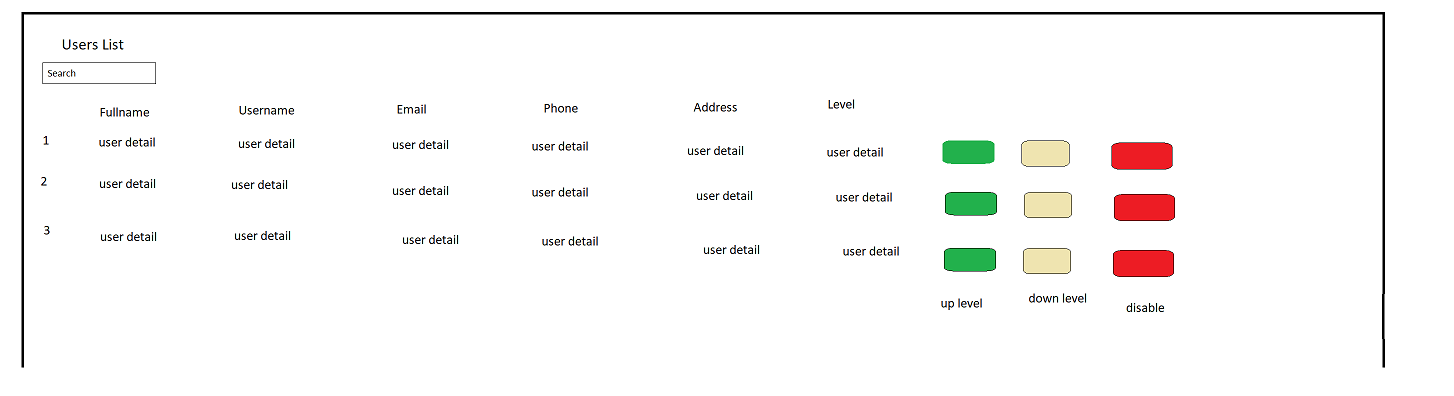 Users List
Search
Fullname Username Email Phone Address Level
1 user detail user detail user detail user detail user detail user detail
2 user detail user detail user detail user detail user detail user detail
3 user detail user detail user detail user detail user detail user detail
up level down level disable